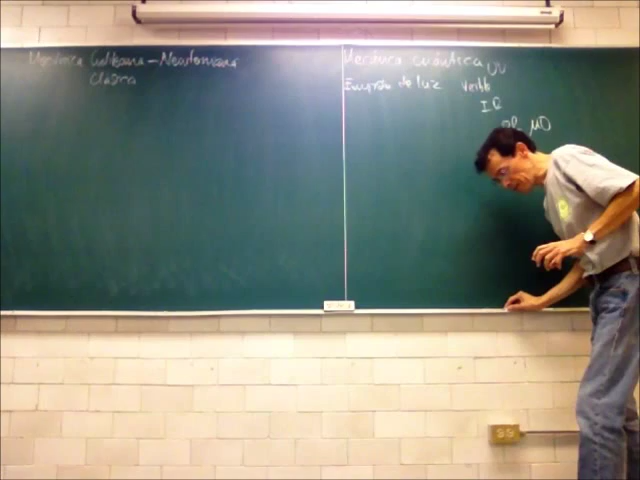 Mecánica Galileana - Newtoniana
Clásica
Mecánica cuántica UV
Emisión de luz Visible
IR
μO